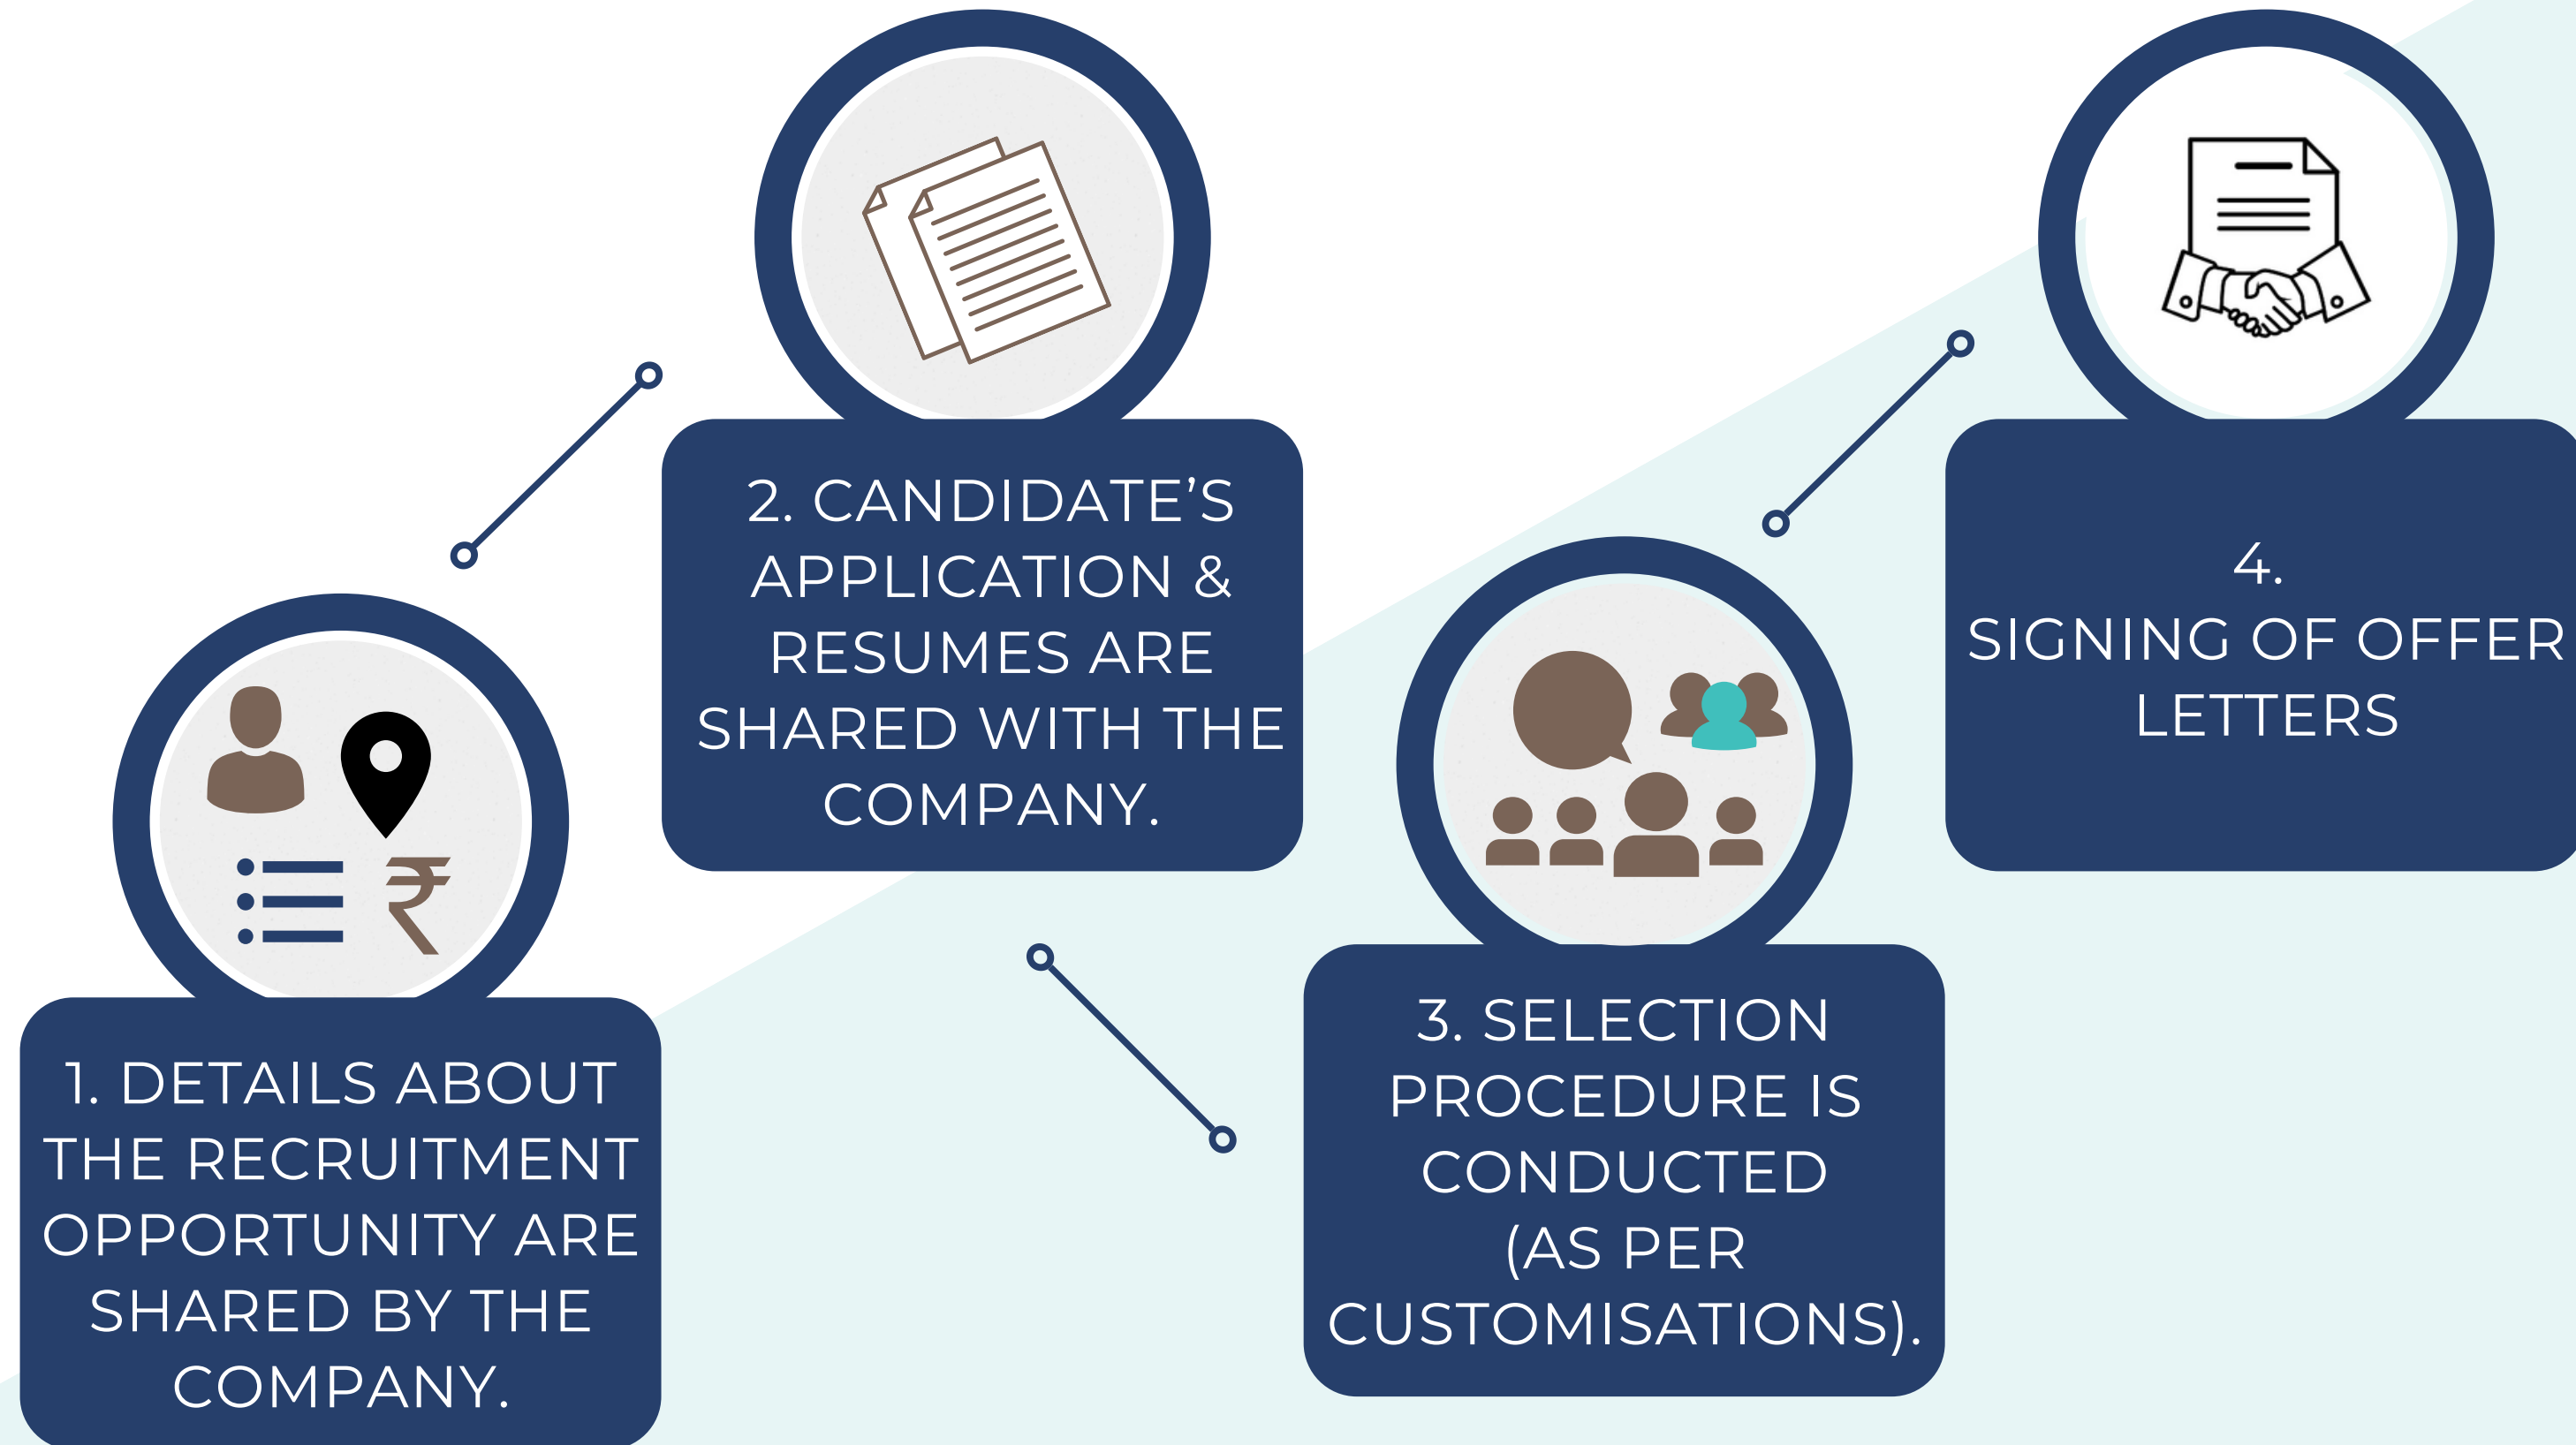 1. DETAILS ABOUT
THE RECRUITMENT
OPPORTUNITY ARE
SHARED BY THE
COMPANY.
2. CANDIDATE’S
APPLICATION &
RESUMES ARE
SHARED WITH THE
COMPANY.
3. SELECTION
PROCEDURE IS
CONDUCTED
(AS PER
CUSTOMISATIONS).
4.
SIGNING OF OFFER
LETTERS
₹